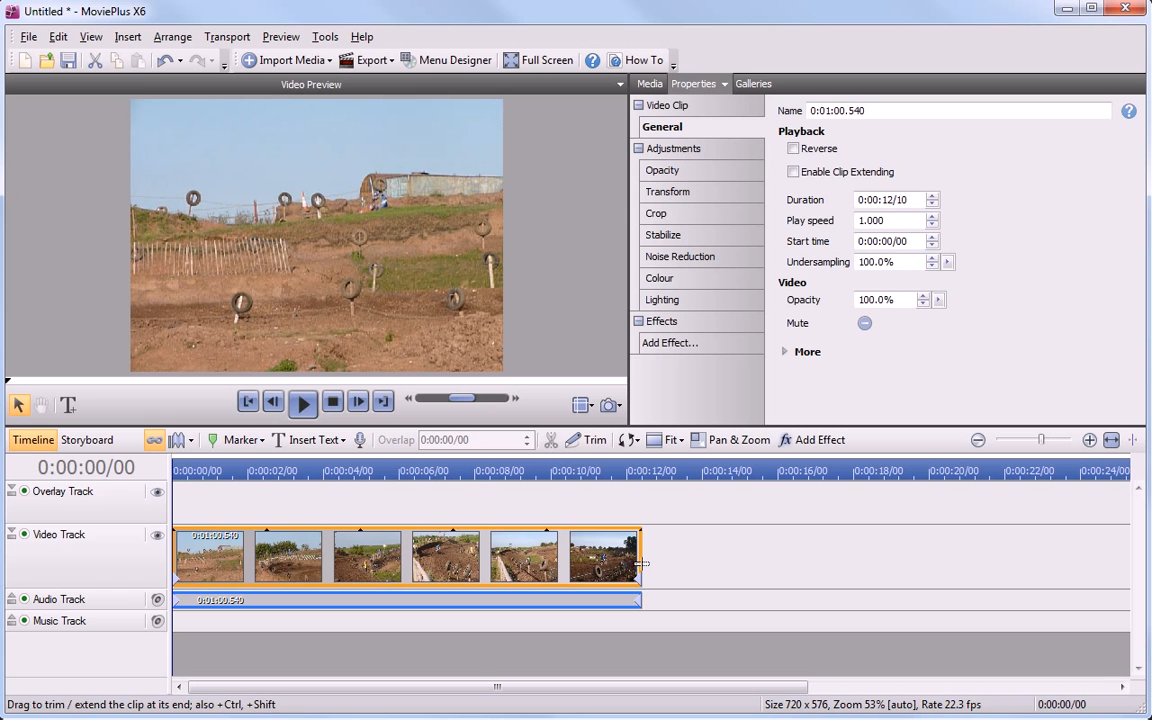 Untitled * - MoviePlus X6
File Edit View Insert Arrange Transport Preview Tools Help
Import Media Export Menu Designer Full Screen How To
Video Preview
Media Properties Galleries
Video Clip
General
Adjustments
Opacity
Transform
Crop
Stabilize
Noise Reduction
Colour
Lighting
Effects
Add Effect...
Name 0:01:00.540
Playback
Reverse
Enable Clip Extending
Duration 0:00:12/10
Play speed 1.000
Start time 0:00:00/00
Undersampling 100.0%
Video
Opacity 100.0%
Mute
More
Timeline Storyboard Marker Insert Text Overlap 0:00:00/00 Trim Fit Pan & Zoom Add Effect
0:00:00/00 0:00:00/00 0:00:02/00 0:00:04/00 0:00:06/00 0:00:08/00 0:00:10/00 0:00:12/00 0:00:14/00 0:00:16/00 0:00:18/00 0:00:20/00 0:00:22/00 0:00:24/00
Overlay Track
Video Track 0:01:00.540
Audio Track 0:01:00.540
Music Track
Drag to trim / extend the clip at its end; also +Ctrl, +Shift Size 720 x 576, Zoom 53% [auto], Rate 22.3 fps 0:00:00/00